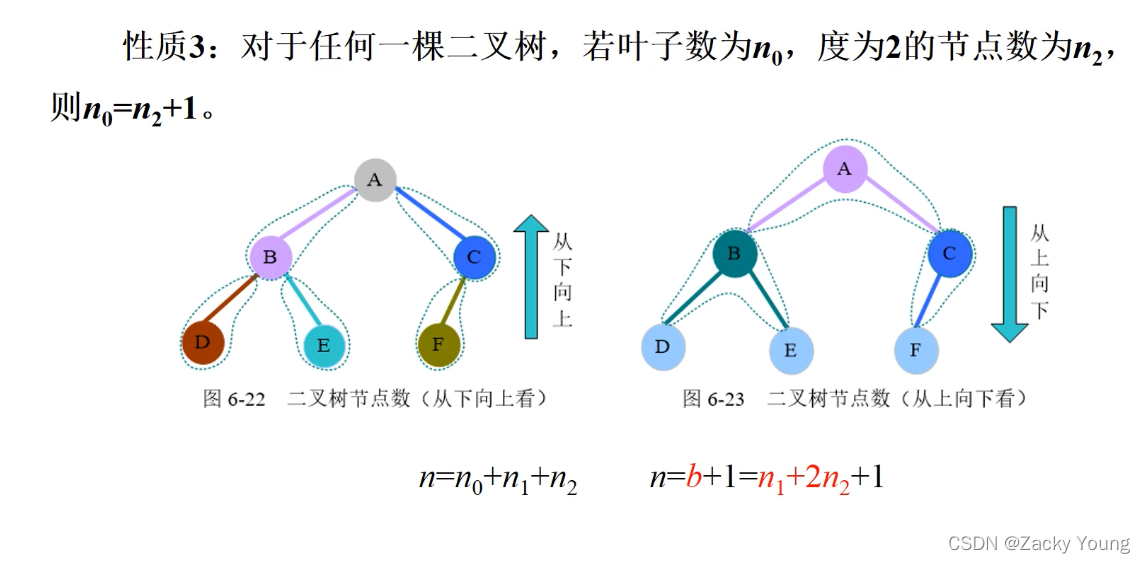 性质3：对于任何一棵二叉树，若叶子数为n₀，度为2的节点数为n₂，
则n₀=n₂+1。
A
B
C
D
E
F
从下向上
图 6-22 二叉树节点数（从下向上看）
A
B
C
D
E
F
从上向下
图 6-23 二叉树节点数（从上向下看）
n=n₀+n₁+n₂
n=b+1=n₁+2n₂+1
CSDN @Zacky Young